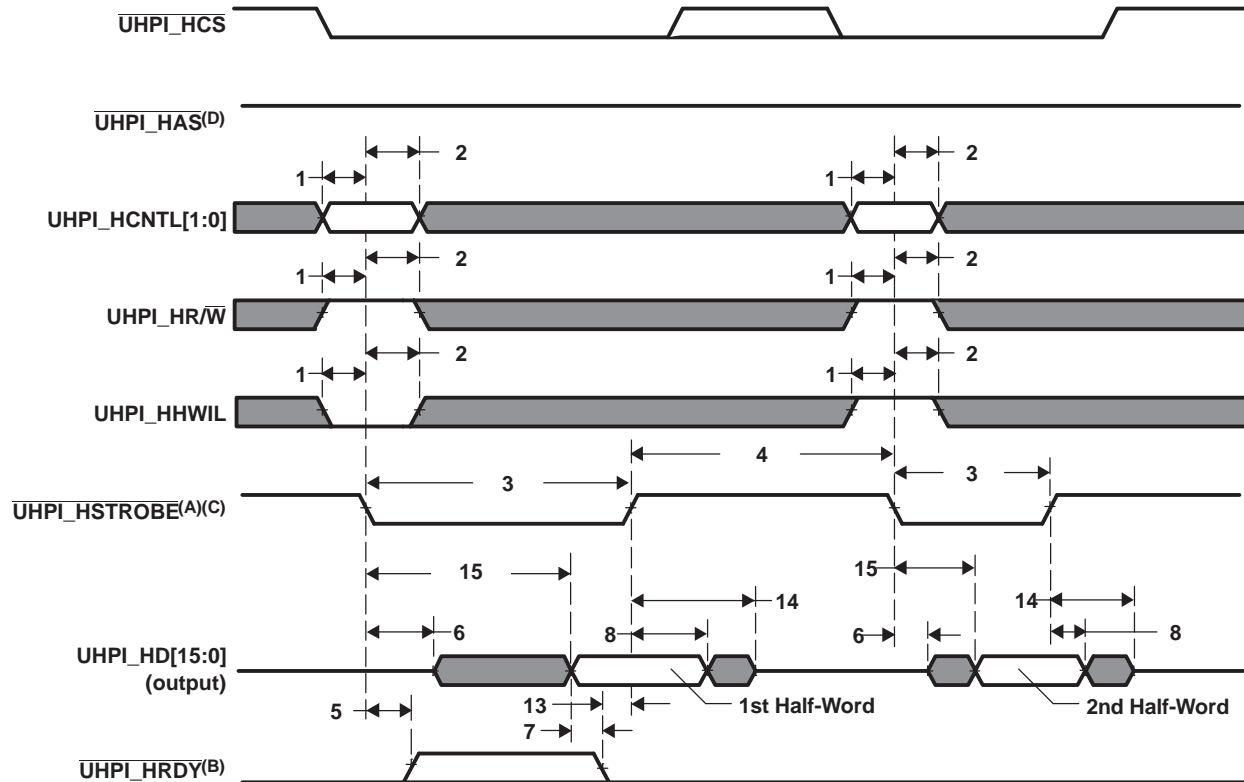 UHPI_HCS
UHPI_HAS(D)
2 2
1 1
UHPI_HCNTL[1:0]
2 2
1 1
UHPI_HR/W
2 2
1 1
UHPI_HHWIL
4
3 3
UHPI_HSTROBE(A)(C)
15 15
14 14
6 8 6 8
UHPI_HD[15:0]
(output)
5 13 1st Half-Word 2nd Half-Word
7
UHPI_HRDY(B)